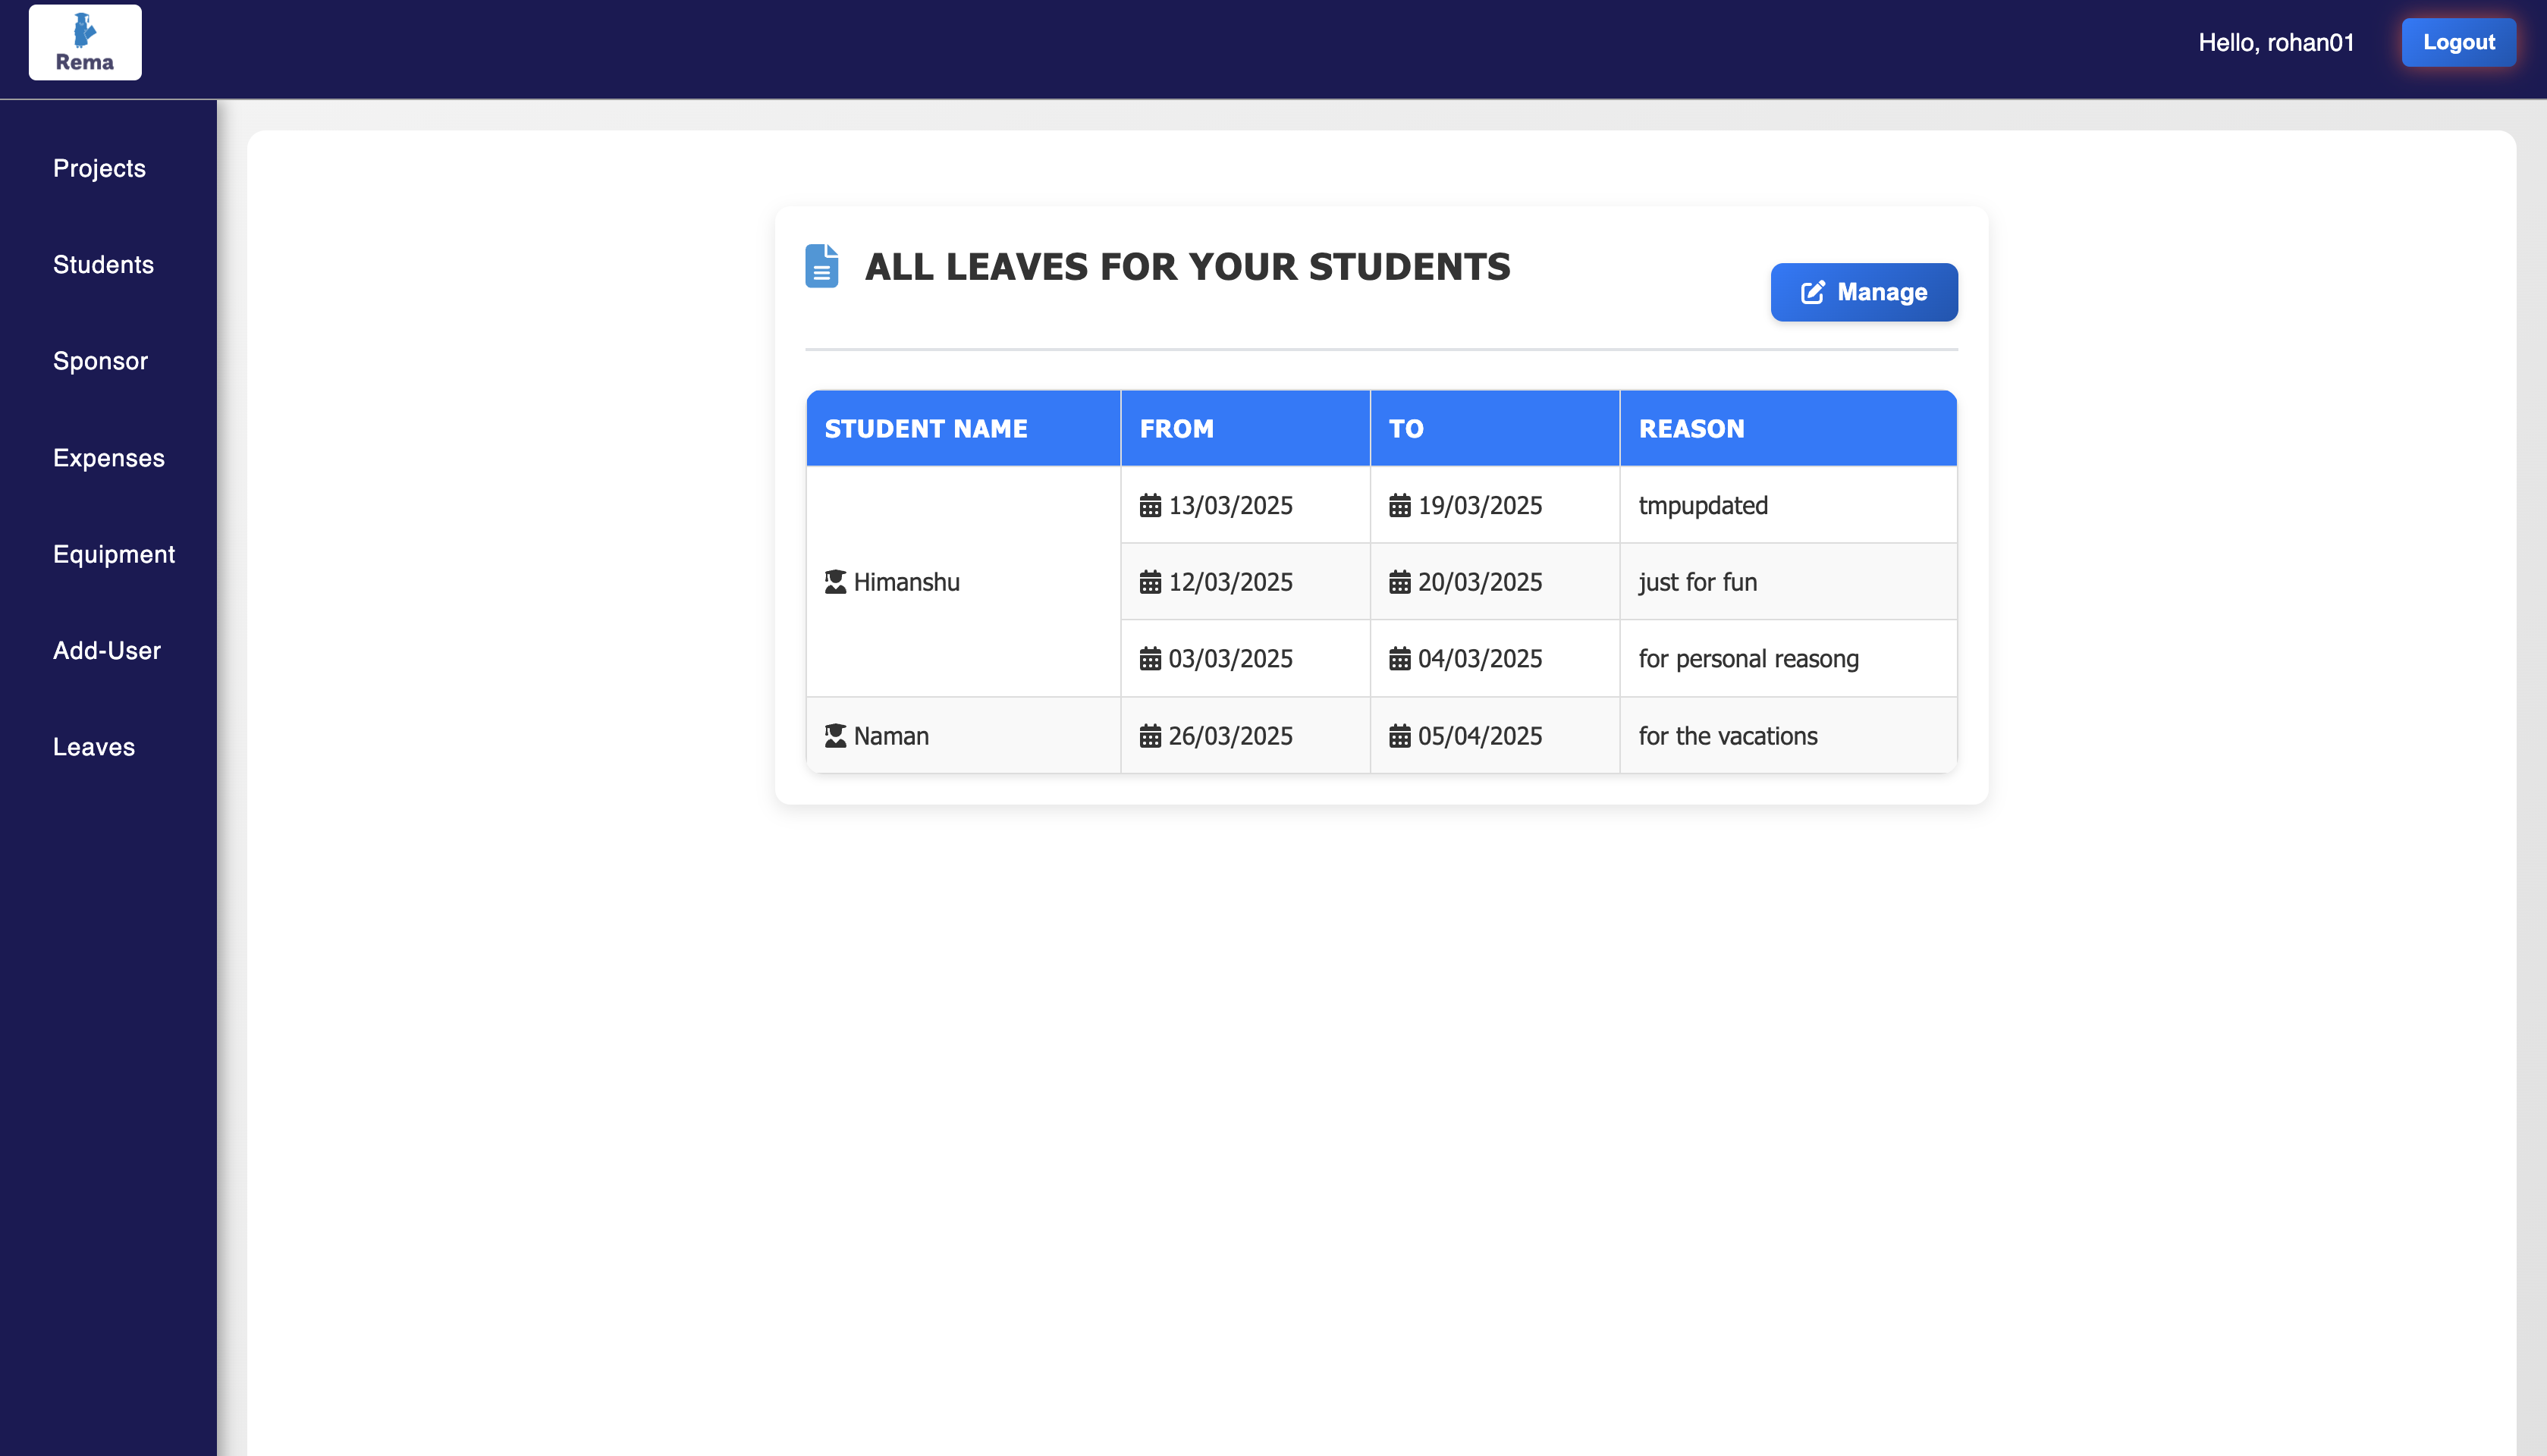 Rema
Hello, rohan01
Logout
Projects
Students
Sponsor
Expenses
Equipment
Add-User
Leaves
ALL LEAVES FOR YOUR STUDENTS
Manage
STUDENT NAME FROM TO REASON
Himanshu
13/03/2025 19/03/2025 tmpupdated
12/03/2025 20/03/2025 just for fun
03/03/2025 04/03/2025 for personal reasong
Naman 26/03/2025 05/04/2025 for the vacations